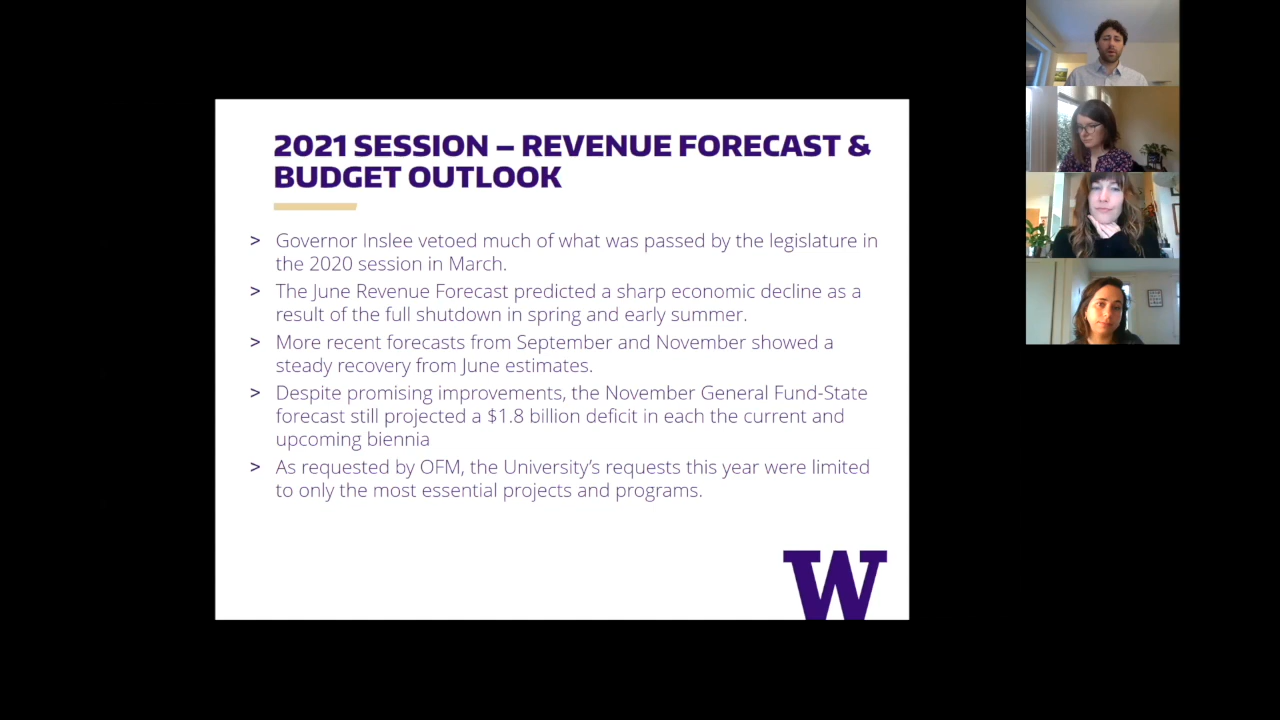 2021 SESSION – REVENUE FORECAST &
BUDGET OUTLOOK
> Governor Inslee vetoed much of what was passed by the legislature in
the 2020 session in March.
> The June Revenue Forecast predicted a sharp economic decline as a
result of the full shutdown in spring and early summer.
> More recent forecasts from September and November showed a
steady recovery from June estimates.
> Despite promising improvements, the November General Fund-State
forecast still projected a $1.8 billion deficit in each the current and
upcoming biennia
> As requested by OFM, the University’s requests this year were limited
to only the most essential projects and programs.
W